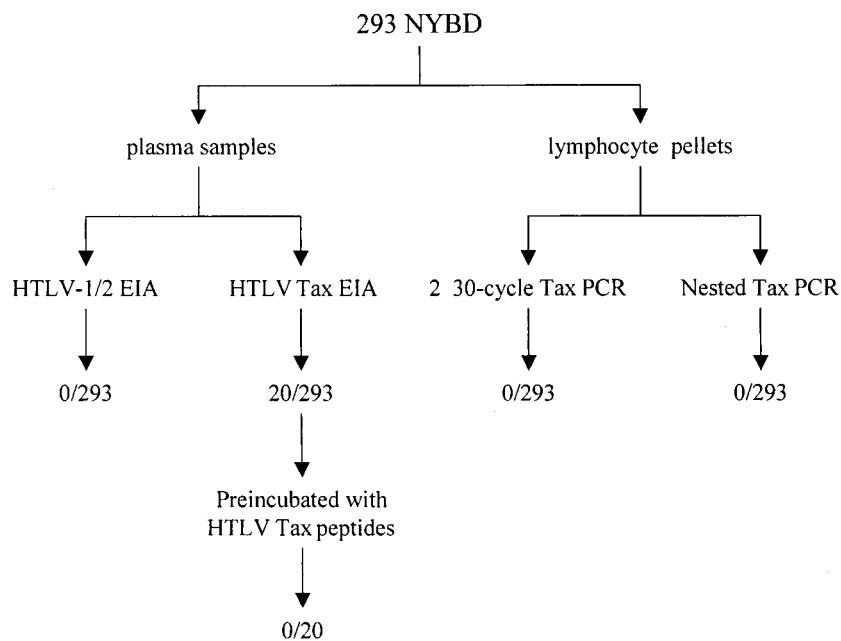 293 NYBD
plasma samples
lymphocyte pellets
HTLV-1/2 EIA
HTLV Tax EIA
2 30-cycle Tax PCR
Nested Tax PCR
0/293
20/293
0/293
0/293
Preincubated with
HTLV Tax peptides
0/20